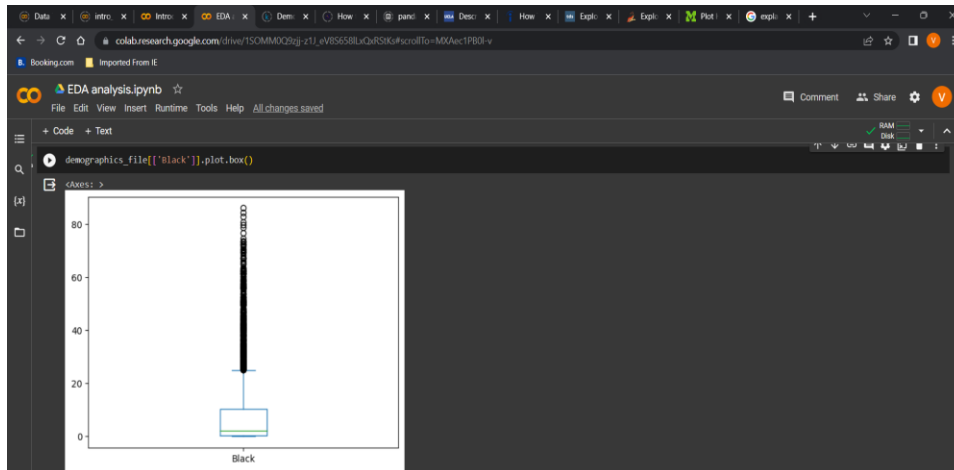 Data
intro_
Intro
EDA
Dem
How
pand
Desc
How
Explo
Explo
Plot
expla
colab.research.google.com/drive/1SOMM0Q9zjj-z1J_eV8S658lLxQxRStKs#scrollTo=MXAec1PB0l-v
Booking.com
Imported From IE
EDA analysis.ipynb
File Edit View Insert Runtime Tools Help All changes saved
Comment
Share
V
+ Code + Text
RAM
Disk
demographics_file[['Black']].plot.box()
<Axes: >
{x}
80
60
40
20
0
Black